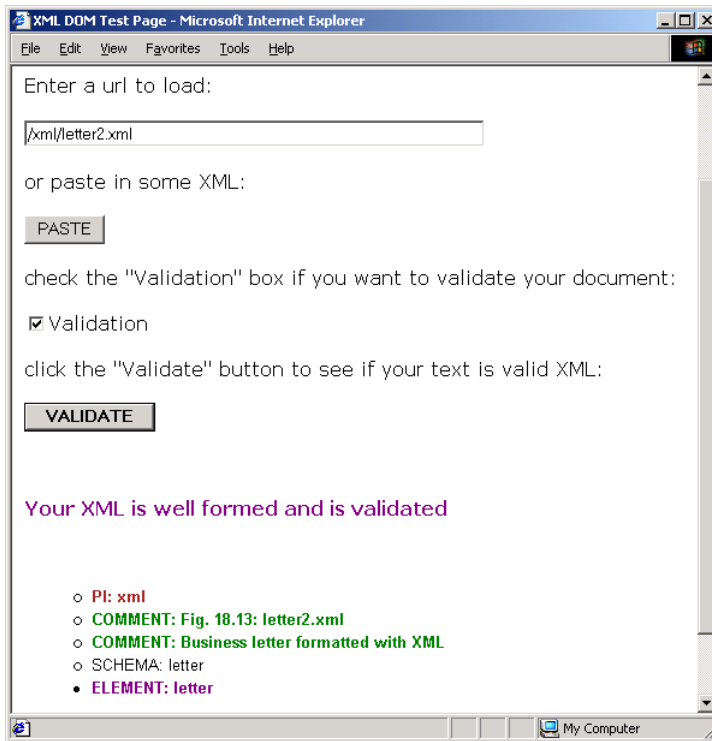 XML DOM Test Page - Microsoft Internet Explorer
File Edit View Favorites Tools Help
Enter a url to load:
/xml/letter2.xml
or paste in some XML:
PASTE
check the "Validation" box if you want to validate your document:
Validation
click the "Validate" button to see if your text is valid XML:
VALIDATE
Your XML is well formed and is validated
PI: xml
COMMENT: Fig. 18.13: letter2.xml
COMMENT: Business letter formatted with XML
SCHEMA: letter
ELEMENT: letter
My Computer